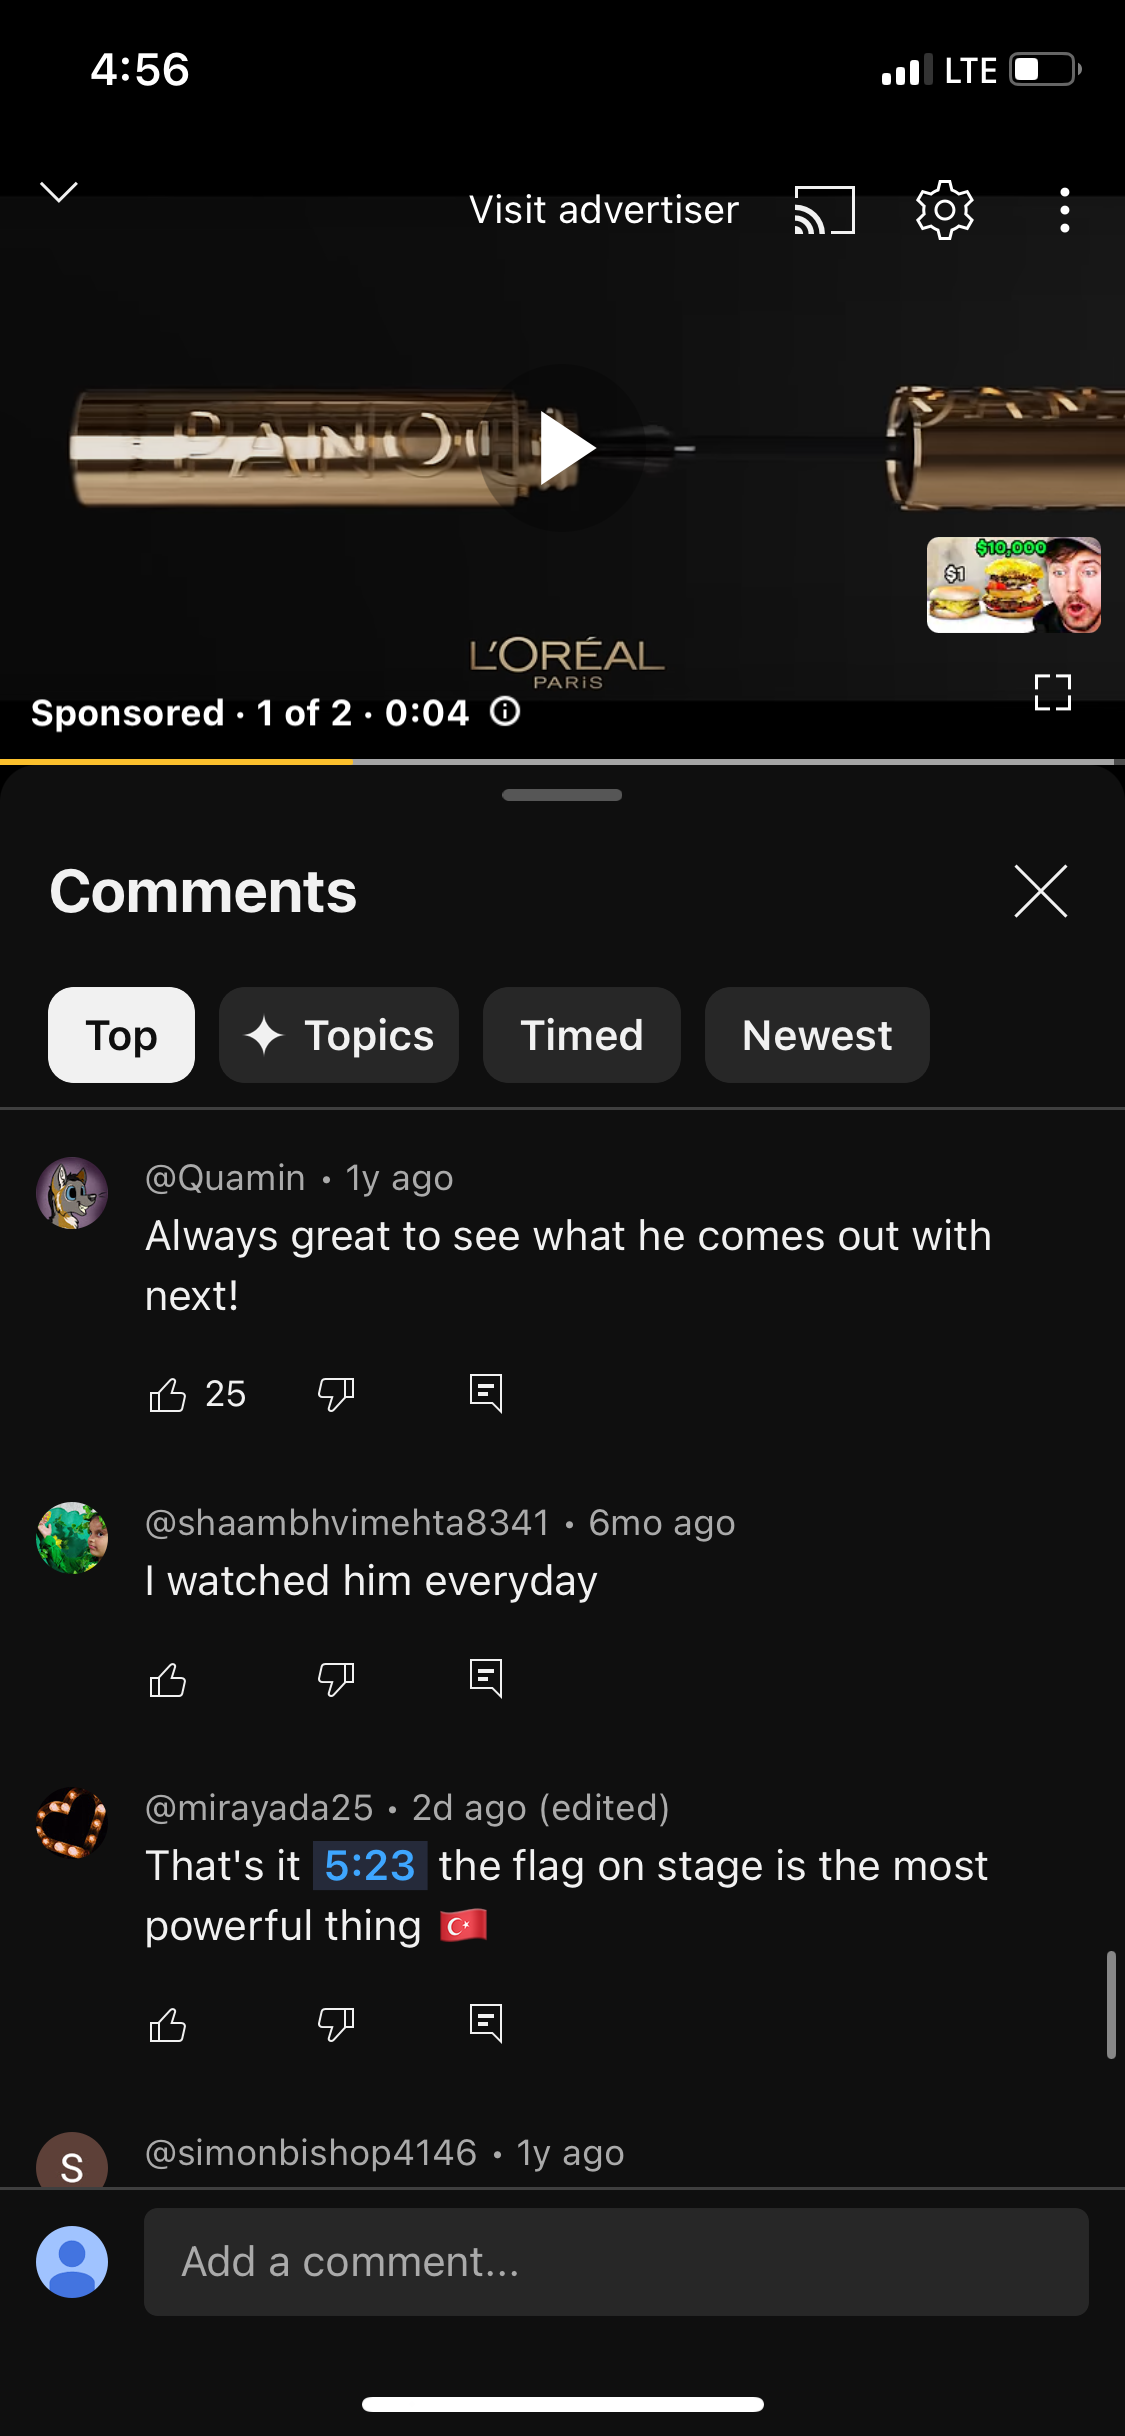 4:56
LTE
Visit advertiser
PANO
$10,000
$1
L'ORÉAL
PARIS
Sponsored · 1 of 2 · 0:04
Comments
Top
Topics
Timed
Newest
@Quamin · 1y ago
Always great to see what he comes out with
next!
25
@shaambhvimehta8341 · 6mo ago
I watched him everyday
@mirayada25 · 2d ago (edited)
That's it 5:23 the flag on stage is the most
powerful thing 🇹🇷
S
@simonbishop4146 · 1y ago
Add a comment...